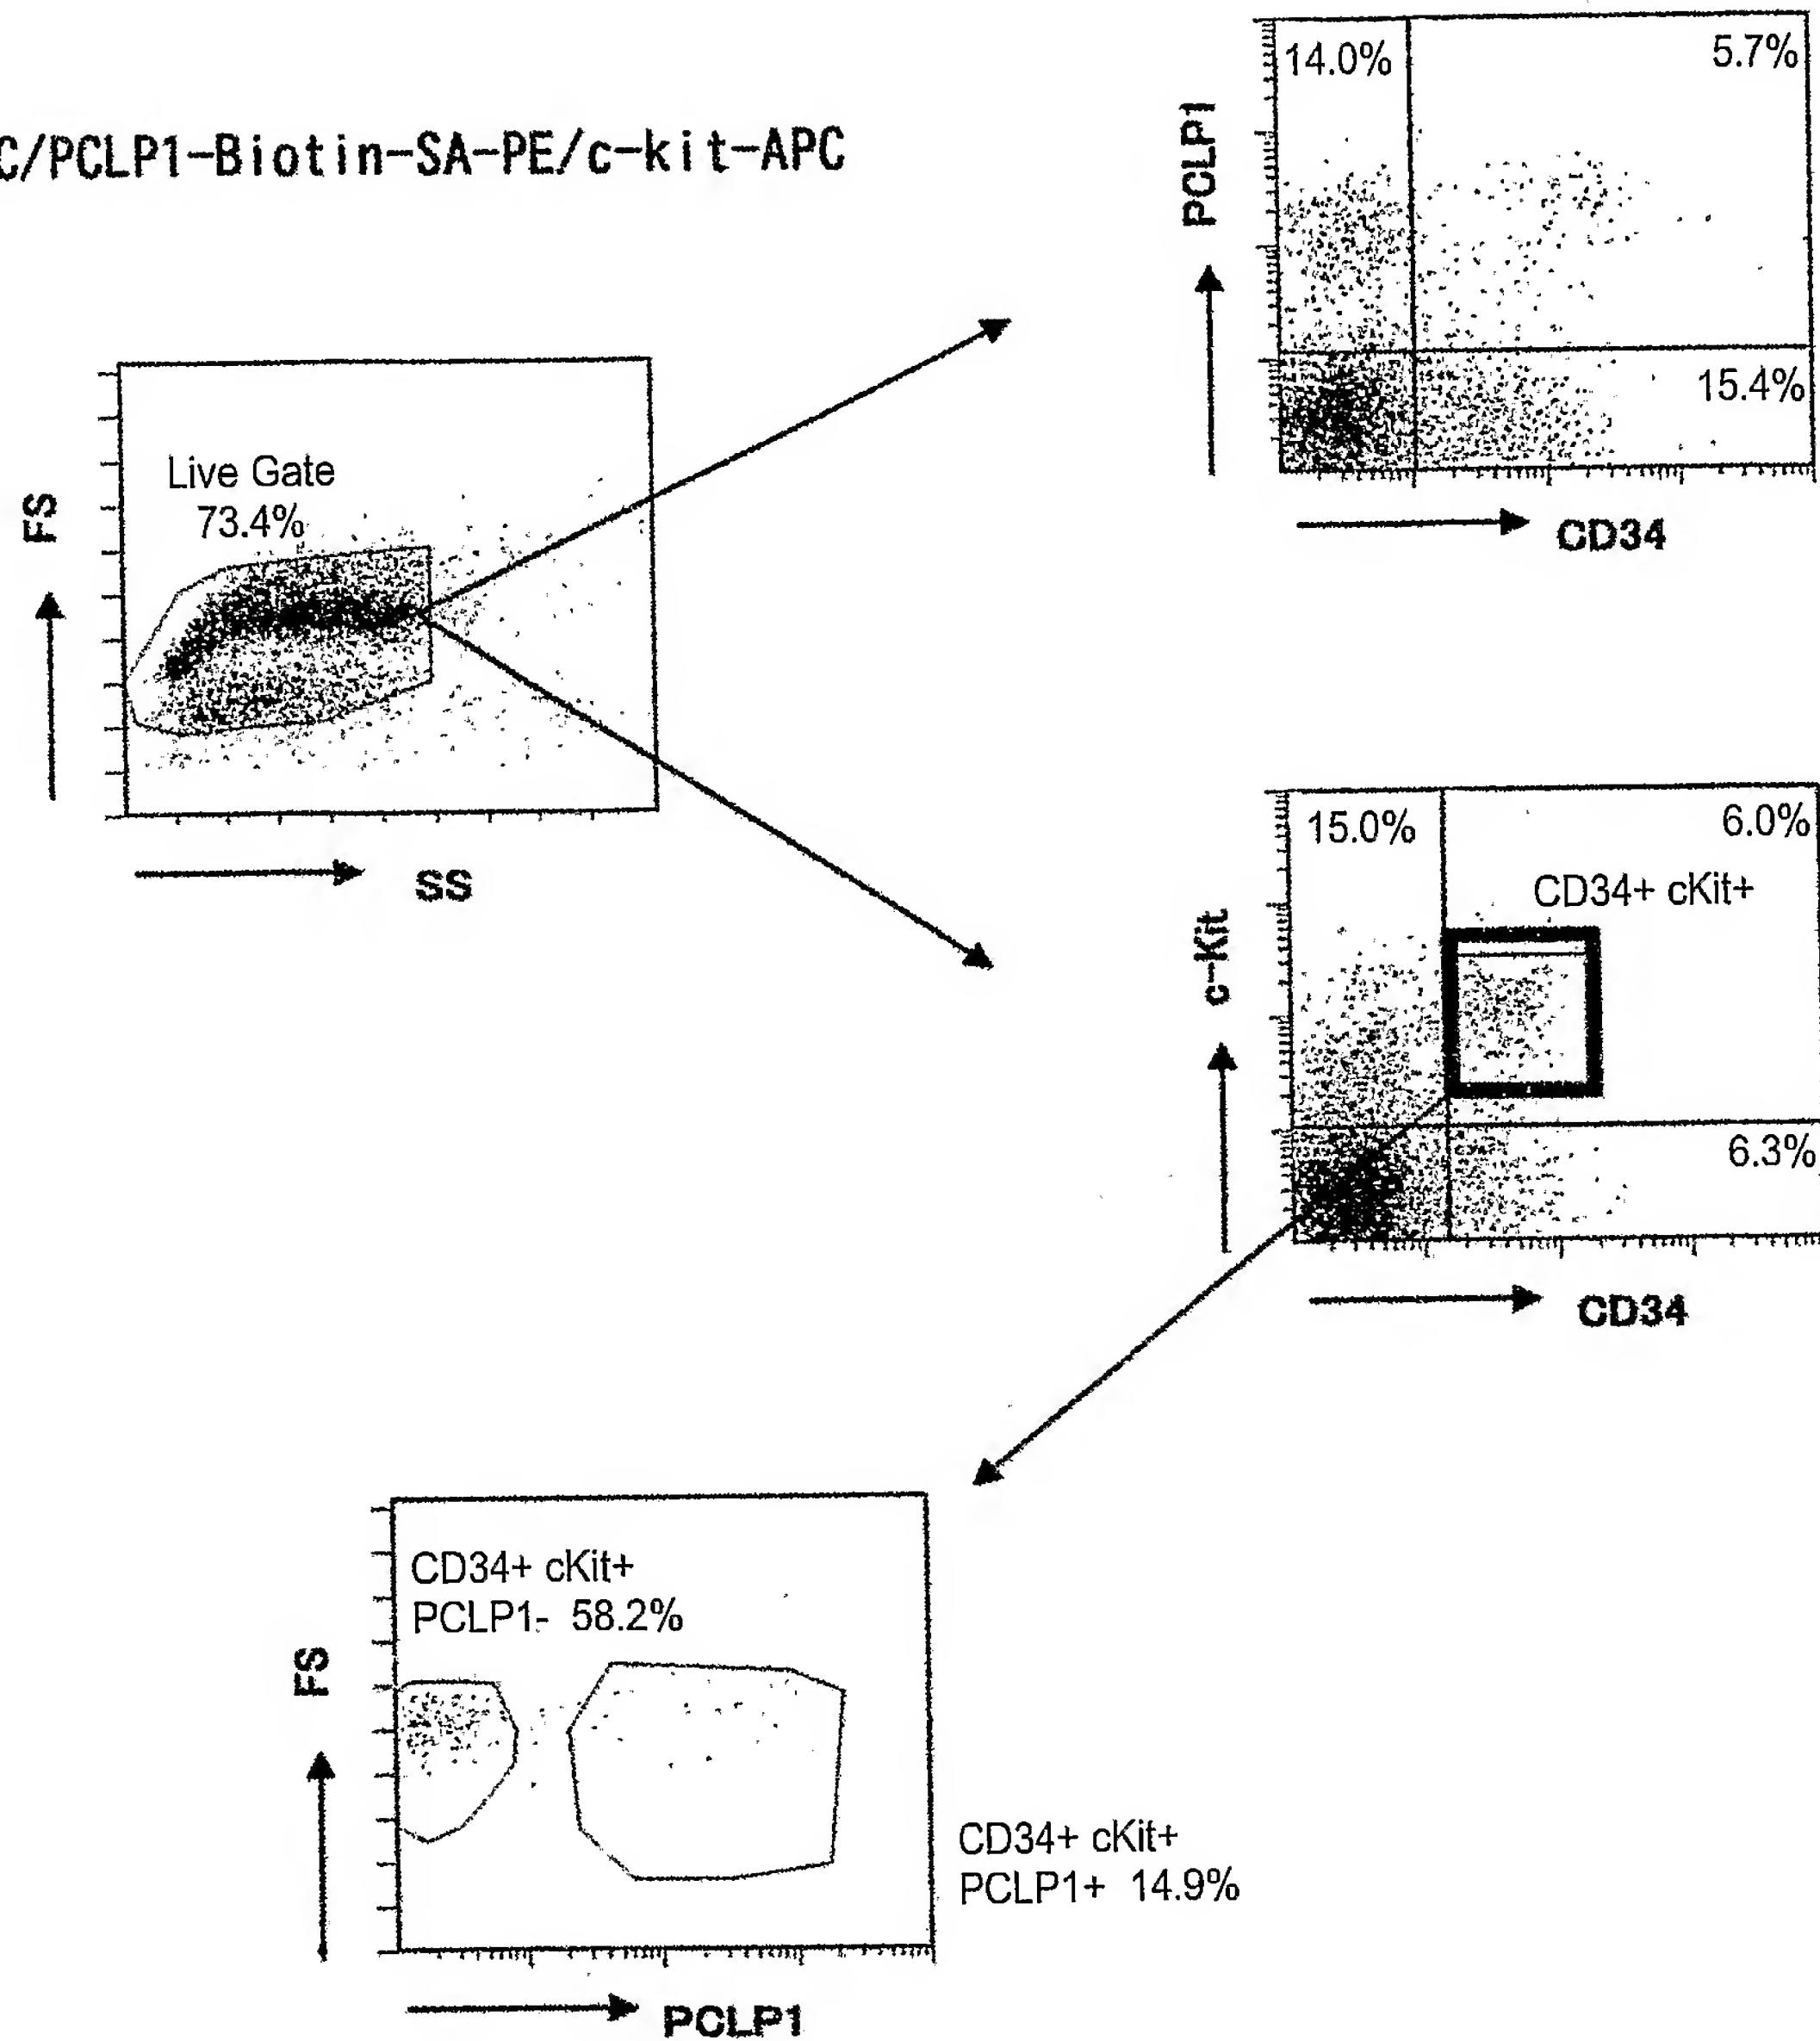 C/PCLP1-Biotin-SA-PE/c-kit-APC
14.0%
5.7%
PCLP1
15.4%
CD34
Live Gate
73.4%
FS
SS
15.0%
6.0%
CD34+ cKit+
c-Kit
6.3%
CD34
CD34+ cKit+
PCLP1- 58.2%
FS
CD34+ cKit+
PCLP1+ 14.9%
PCLP1